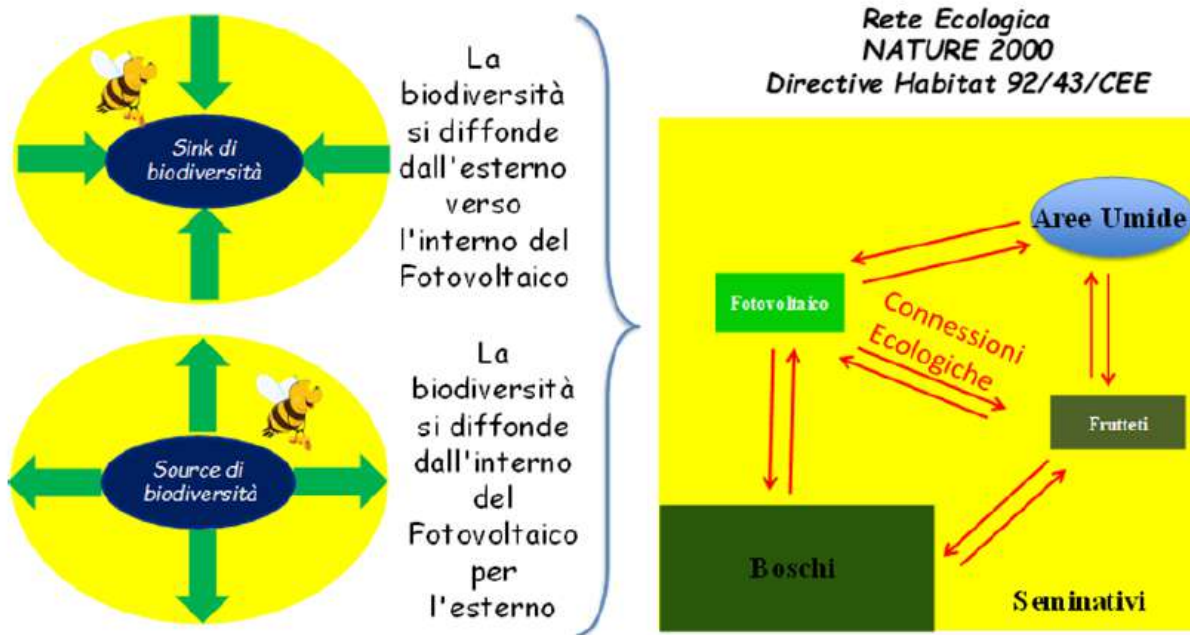 Sink di
biodiversità
La
biodiversità
si diffonde
dall'esterno
verso
l'interno del
Fotovoltaico
Source di
biodiversità
La
biodiversità
si diffonde
dall'interno
del
Fotovoltaico
per
l'esterno
Rete Ecologica
NATURE 2000
Directive Habitat 92/43/CEE
Aree Umide
Fotovoltaico
Connessioni
Ecologiche
Frutteti
Boschi
Seminativi